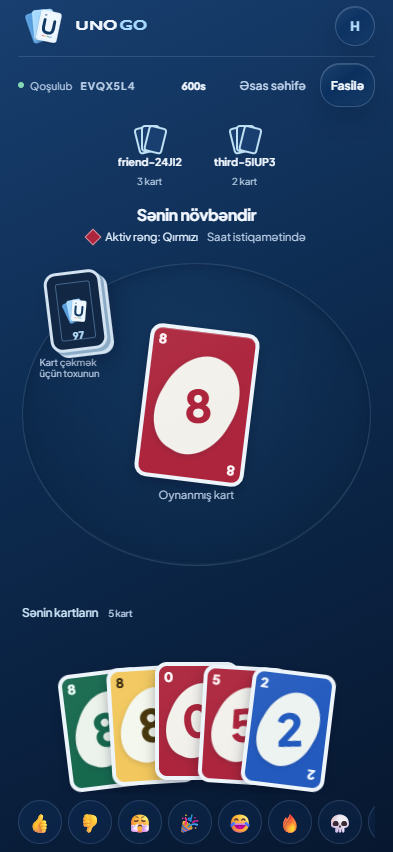 U UNO GO H
Qoşulub EVQX5L4 600s Əsas səhifə Fasilə
friend-24JI2 third-5IUP3
3 kart 2 kart
Sənin növbəndir
Aktiv rəng: Qırmızı Saat istiqamətində
U
97
Kart çəkmək
üçün toxunun
8
8
8
Oynanmış kart
Sənin kartların 5 kart
8 8 0 5 2
8 8 0 5 2
2